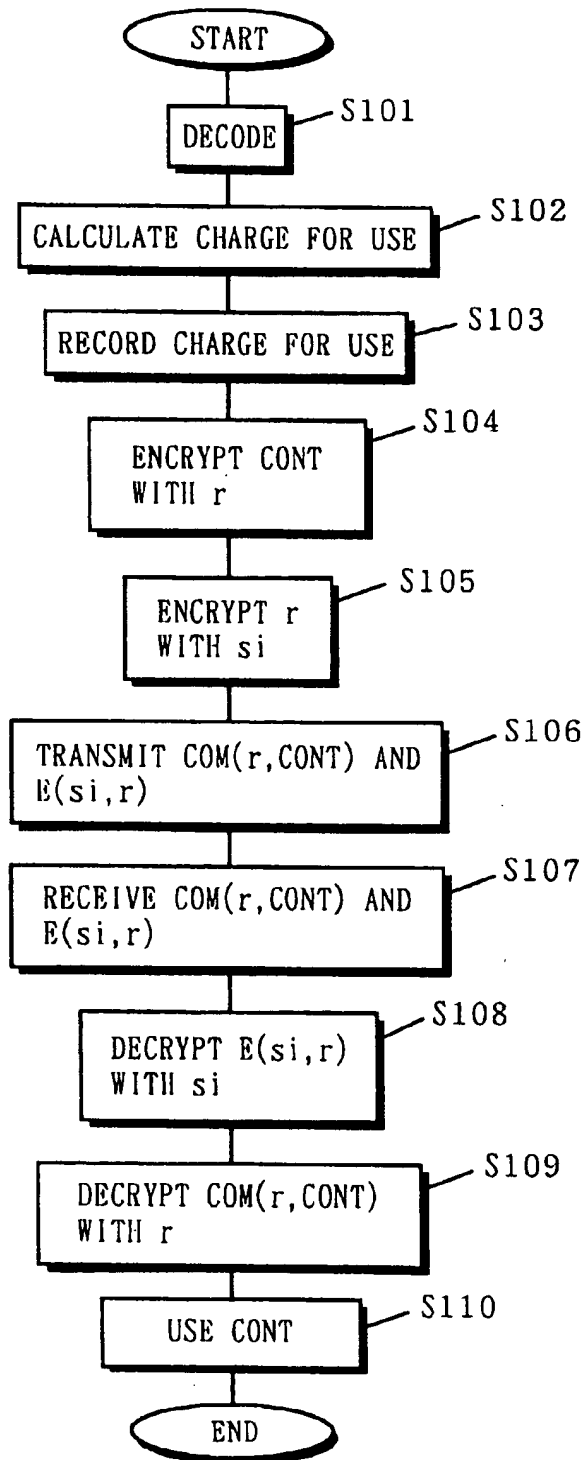 START
S101
DECODE
S102
CALCULATE CHARGE FOR USE
S103
RECORD CHARGE FOR USE
S104
ENCRYPT CONT
WITH r
S105
ENCRYPT r
WITH si
S106
TRANSMIT COM(r,CONT) AND
E(si,r)
S107
RECEIVE COM(r,CONT) AND
E(si,r)
S108
DECRYPT E(si,r)
WITH si
S109
DECRYPT COM(r,CONT)
WITH r
S110
USE CONT
END